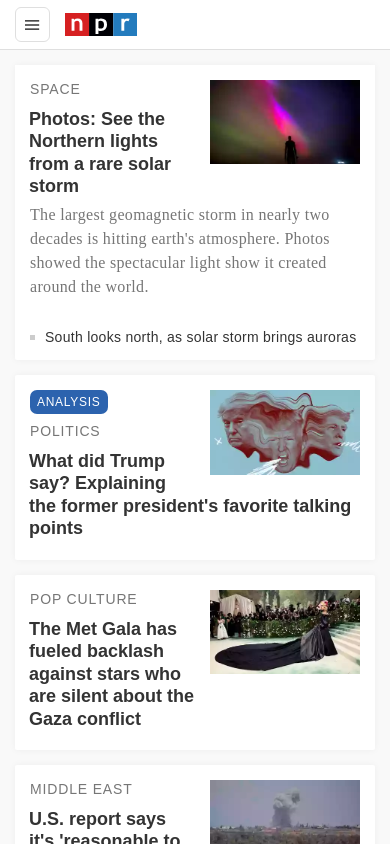 npr
SPACE
Photos: See the
Northern lights
from a rare solar
storm
The largest geomagnetic storm in nearly two
decades is hitting earth's atmosphere. Photos
showed the spectacular light show it created
around the world.
South looks north, as solar storm brings auroras
ANALYSIS
POLITICS
What did Trump
say? Explaining
the former president's favorite talking
points
POP CULTURE
The Met Gala has
fueled backlash
against stars who
are silent about the
Gaza conflict
MIDDLE EAST
U.S. report says
it's 'reasonable to